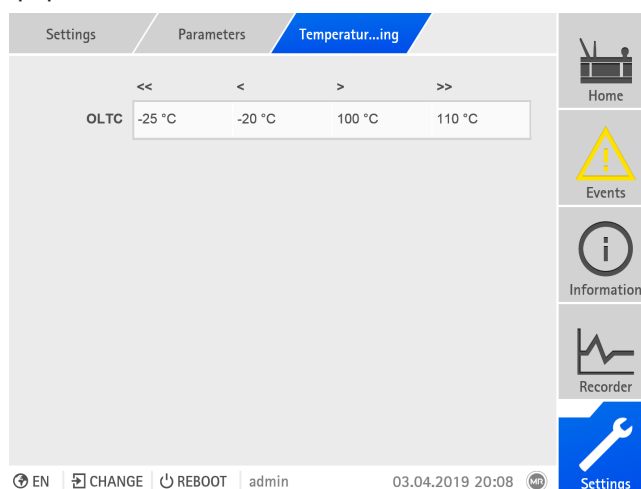 Settings Parameters Temperatur...ing
<< < > >>
OLTC -25 °C -20 °C 100 °C 110 °C
Home
Events
Information
Recorder
Settings
EN CHANGE REBOOT admin 03.04.2019 20:08 MR